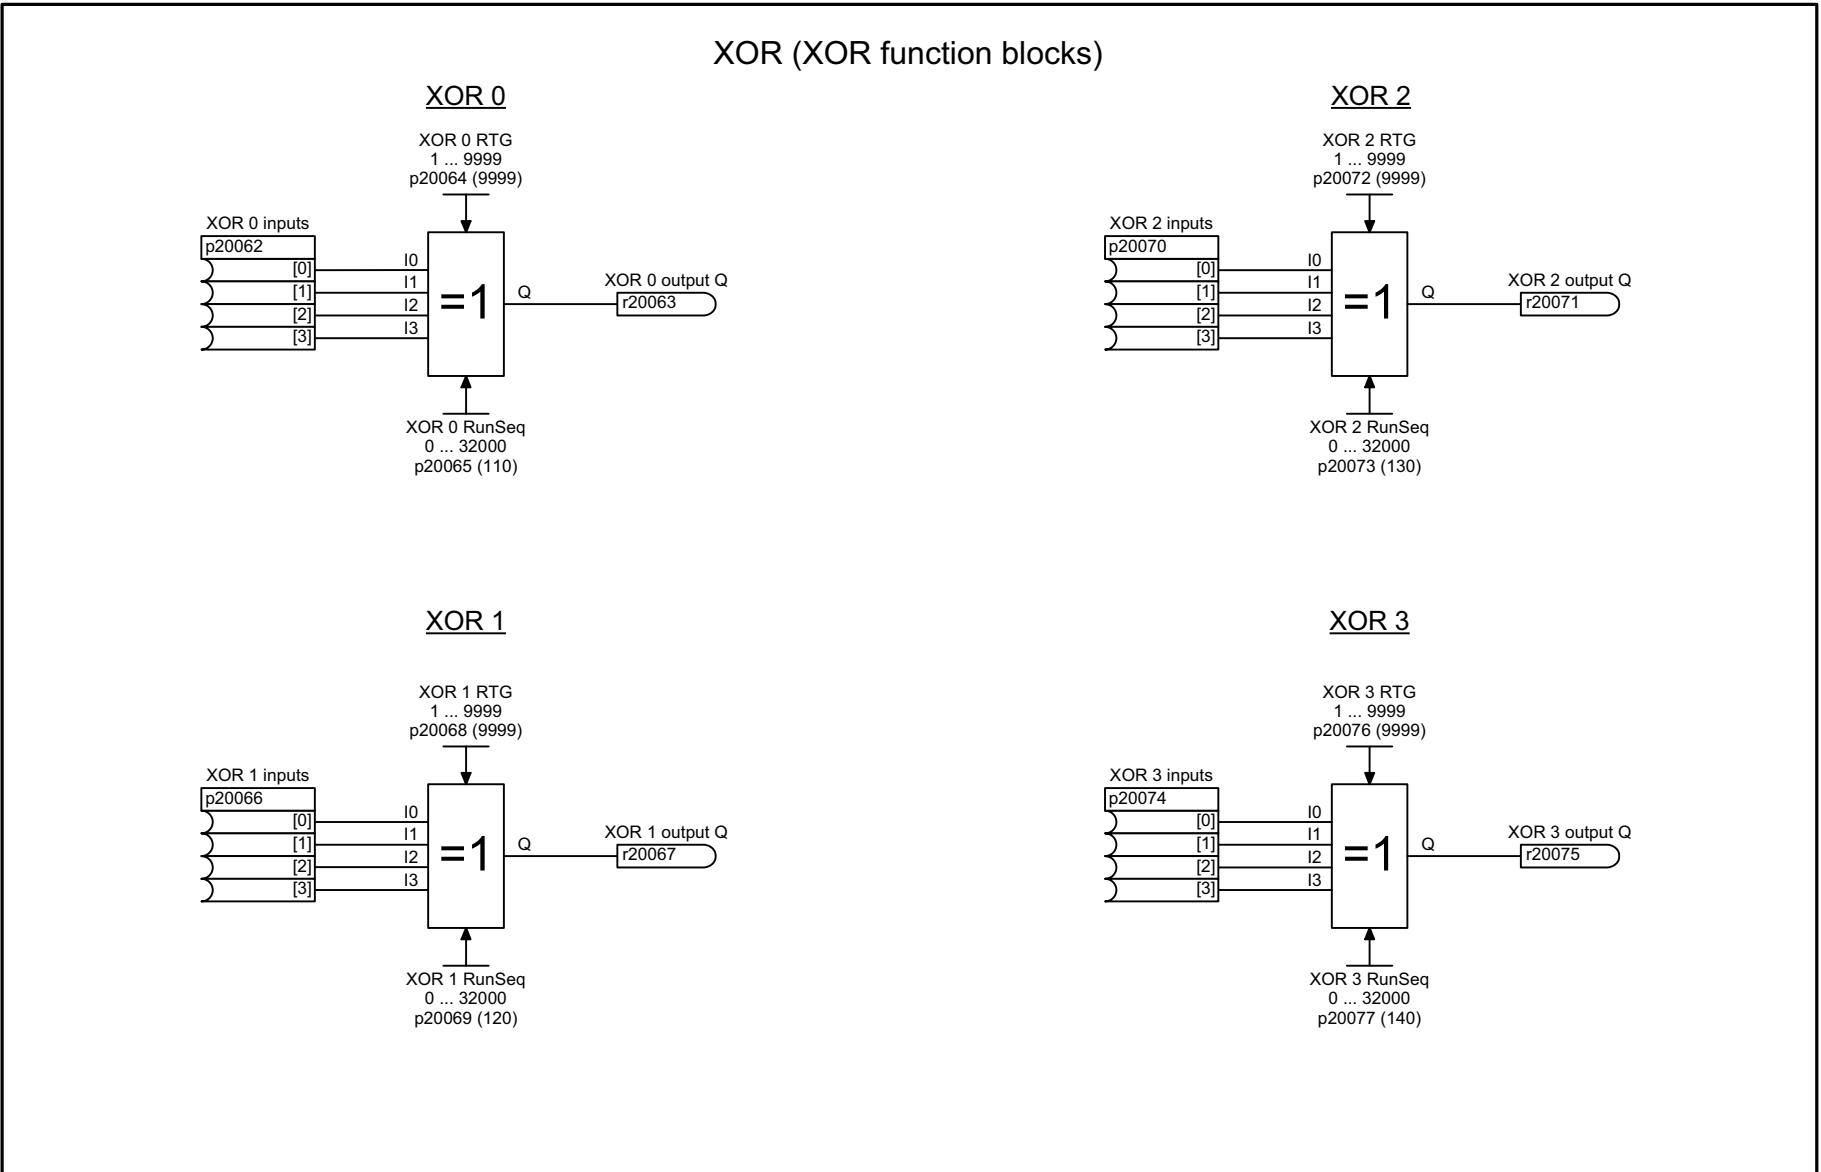 XOR (XOR function blocks)
XOR 0
XOR 0 RTG
1 ... 9999
p20064 (9999)
XOR 0 inputs
p20062
[0]
[1]
[2]
[3]
I0
I1
I2
I3
=1
Q
XOR 0 output Q
r20063
XOR 0 RunSeq
0 ... 32000
p20065 (110)
XOR 2
XOR 2 RTG
1 ... 9999
p20072 (9999)
XOR 2 inputs
p20070
[0]
[1]
[2]
[3]
I0
I1
I2
I3
=1
Q
XOR 2 output Q
r20071
XOR 2 RunSeq
0 ... 32000
p20073 (130)
XOR 1
XOR 1 RTG
1 ... 9999
p20068 (9999)
XOR 1 inputs
p20066
[0]
[1]
[2]
[3]
I0
I1
I2
I3
=1
Q
XOR 1 output Q
r20067
XOR 1 RunSeq
0 ... 32000
p20069 (120)
XOR 3
XOR 3 RTG
1 ... 9999
p20076 (9999)
XOR 3 inputs
p20074
[0]
[1]
[2]
[3]
I0
I1
I2
I3
=1
Q
XOR 3 output Q
r20075
XOR 3 RunSeq
0 ... 32000
p20077 (140)